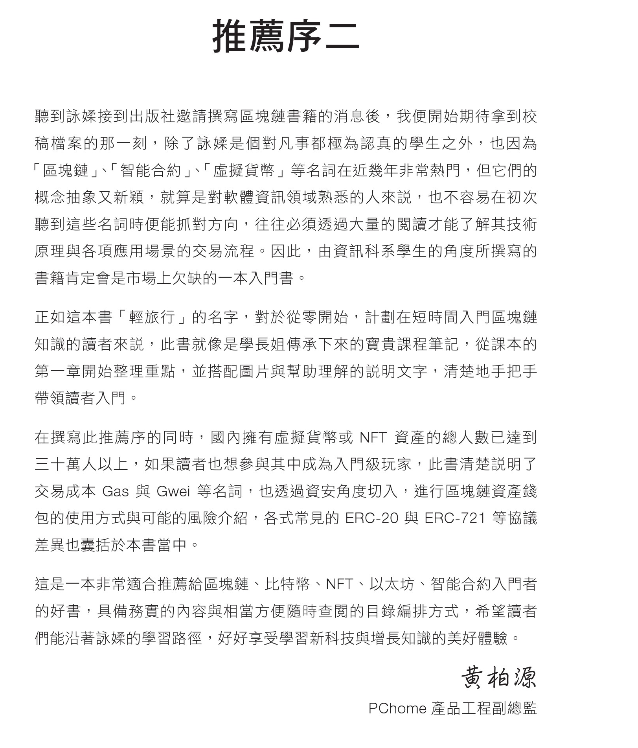 推薦序二
聽到詠媃接到出版社邀請撰寫區塊鏈書籍的消息後，我便開始期待拿到校
稿檔案的那一刻，除了詠媃是個對凡事都極為認真的學生之外，也因為
「區塊鏈」、「智能合約」、「虛擬貨幣」等名詞在近幾年非常熱門，但它們的
概念抽象又新穎，就算是對軟體資訊領域熟悉的人來説，也不容易在初次
聽到這些名詞時便能抓對方向，往往必須透過大量的閱讀才能了解其技術
原理與各項應用場景的交易流程。因此，由資訊科系學生的角度所撰寫的
書籍肯定會是市場上欠缺的一本入門書。
正如這本書「輕旅行」的名字，對於從零開始，計劃在短時間入門區塊鏈
知識的讀者來説，此書就像是學長姐傳承下來的寶貴課程筆記，從課本的
第一章開始整理重點，並搭配圖片與幫助理解的説明文字，清楚地手把手
帶領讀者入門。
在撰寫此推薦序的同時，國內擁有虛擬貨幣或 NFT 資產的總人數已達到
三十萬人以上，如果讀者也想參與其中成為入門級玩家，此書清楚説明了
交易成本 Gas 與 Gwei 等名詞，也透過資安角度切入，進行區塊鏈資產錢
包的使用方式與可能的風險介紹，各式常見的 ERC-20 與 ERC-721 等協議
差異也囊括於本書當中。
這是一本非常適合推薦給區塊鏈、比特幣、NFT、以太坊、智能合約入門者
的好書，具備務實的內容與相當方便隨時查閱的目錄編排方式，希望讀者
們能沿著詠媃的學習路徑，好好享受學習新科技與增長知識的美好體驗。
黃柏源
PChome 產品工程副總監